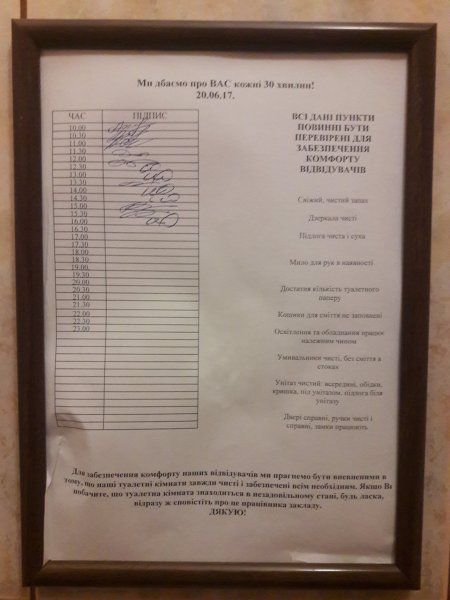 Ми дбаємо про ВАС кожні 30 хвилин!
20.06.17.
ЧАС ПІДПИС
10.00
10.30
11.00
11.30
12.00
12.30
13.00
13.30
14.00
14.30
15.00
15.30
16.00
16.30
17.00
17.30
18.00
18.30
19.00
19.30
20.00
20.30
21.00
21.30
22.00
22.30
23.00
ВСІ ДАНІ ПУНКТИ
ПОВИННІ БУТИ
ПЕРЕВІРЕНІ ДЛЯ
ЗАБЕЗПЕЧЕННЯ
КОМФОРТУ
ВІДВІДУВАЧІВ
Свіжий, чистий запах
Дзеркала чисті
Підлога чиста і суха
Мило для рук в наявності
Достатня кількість туалетного
паперу
Кошики для сміття не заповнені
Освітлення та обладнання працює
належним чином
Умивальники чисті, без сміття в
стоках
Унітаз чистий: всередині, обідки,
кришка, під унітазом, підлога біля
унітазу
Двері справні, ручки чисті і
справні, замки працюють
Для забезпечення комфорту наших відвідувачів ми прагнемо бути впевненими в
тому, що наші туалетні кімнати завжди чисті і забезпечені всім необхідним. Якщо Ви
побачите, що туалетна кімната знаходиться в незадовільному стані, будь ласка,
відразу ж сповістіть про це працівника закладу.
ДЯКУЮ!